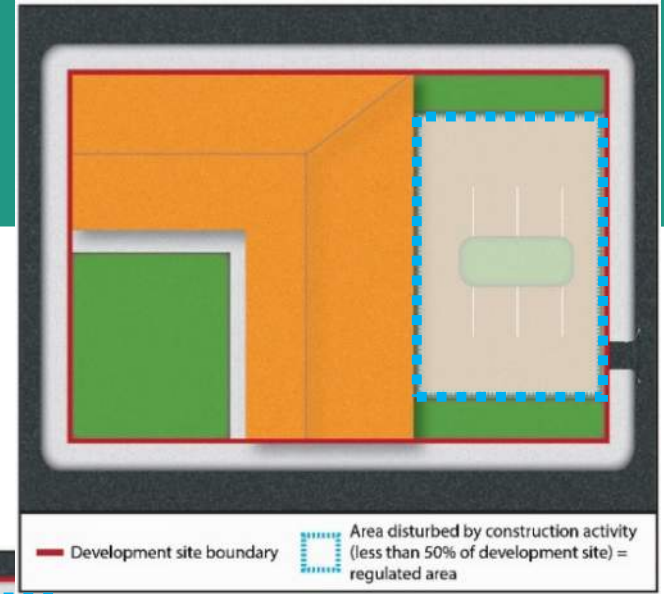 Development site boundary
Area disturbed by construction activity
(less than 50% of development site) =
regulated area